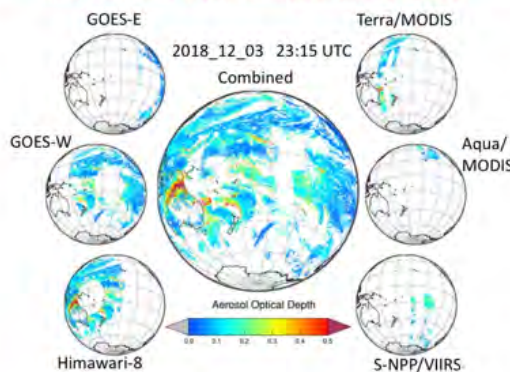 GOES-E
Terra/MODIS
2018_12_03 23:15 UTC
Combined
GOES-W
Aqua/
MODIS
Aerosol Optical Depth
0.0 0.1 0.2 0.3 0.4 0.5
Himawari-8
S-NPP/VIIRS